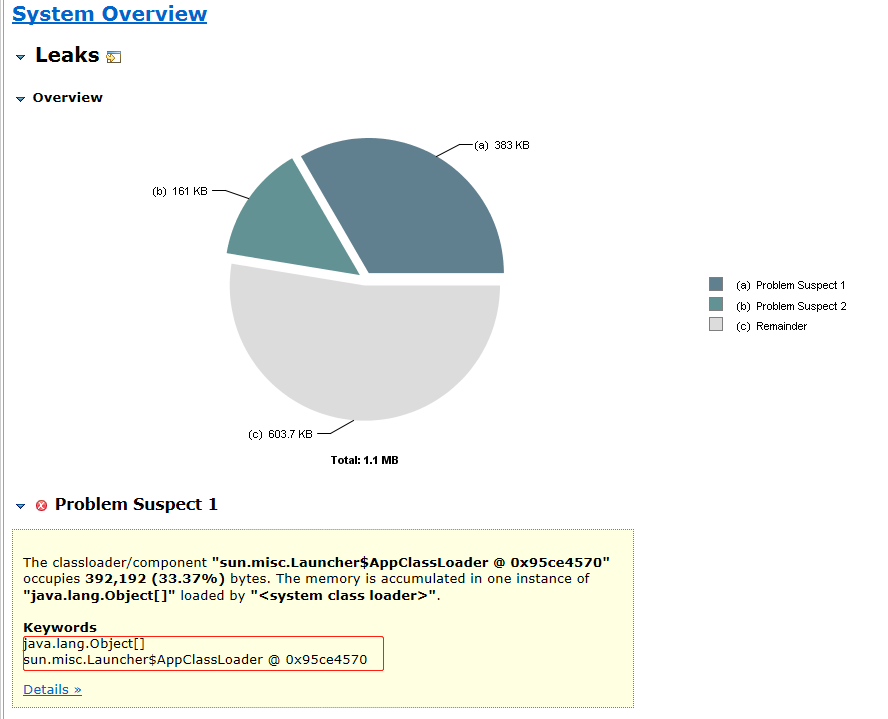 System Overview
Leaks
Overview
(a) 383 KB
(b) 161 KB
(a) Problem Suspect 1
(b) Problem Suspect 2
(c) Remainder
(c) 603.7 KB
Total: 1.1 MB
Problem Suspect 1
The classloader/component "sun.misc.Launcher$AppClassLoader @ 0x95ce4570"
occupies 392,192 (33.37%) bytes. The memory is accumulated in one instance of
"java.lang.Object[]" loaded by "<system class loader>".
Keywords
java.lang.Object[]
sun.misc.Launcher$AppClassLoader @ 0x95ce4570
Details »